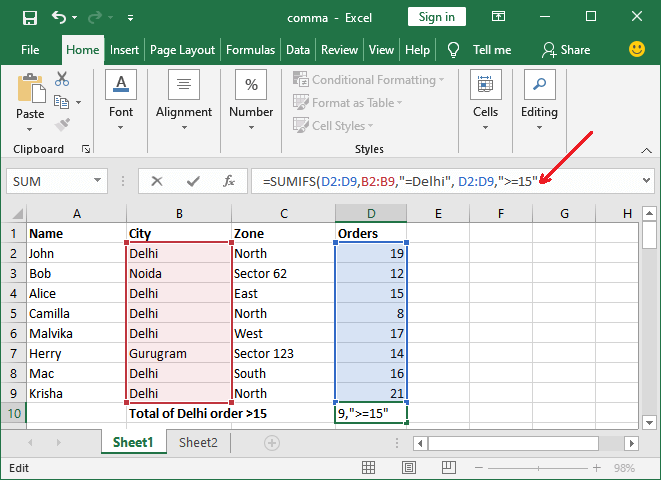 comma - Excel
Sign in
File Home Insert Page Layout Formulas Data Review View Help Tell me Share
Paste
Clipboard
Font
Alignment
%
Number
Conditional Formatting
Format as Table
Cell Styles
Styles
Cells
Editing
SUM fx =SUMIFS(D2:D9,B2:B9,"=Delhi", D2:D9,">=15"
A B C D E F G H
1 Name City Zone Orders
2 John Delhi North 19
3 Bob Noida Sector 62 12
4 Alice Delhi East 15
5 Camilla Delhi North 8
6 Malvika Delhi West 17
7 Herry Gurugram Sector 123 14
8 Mac Delhi South 16
9 Krisha Delhi North 21
10 Total of Delhi order >15 9,">=15"
Sheet1 Sheet2
Edit 98%